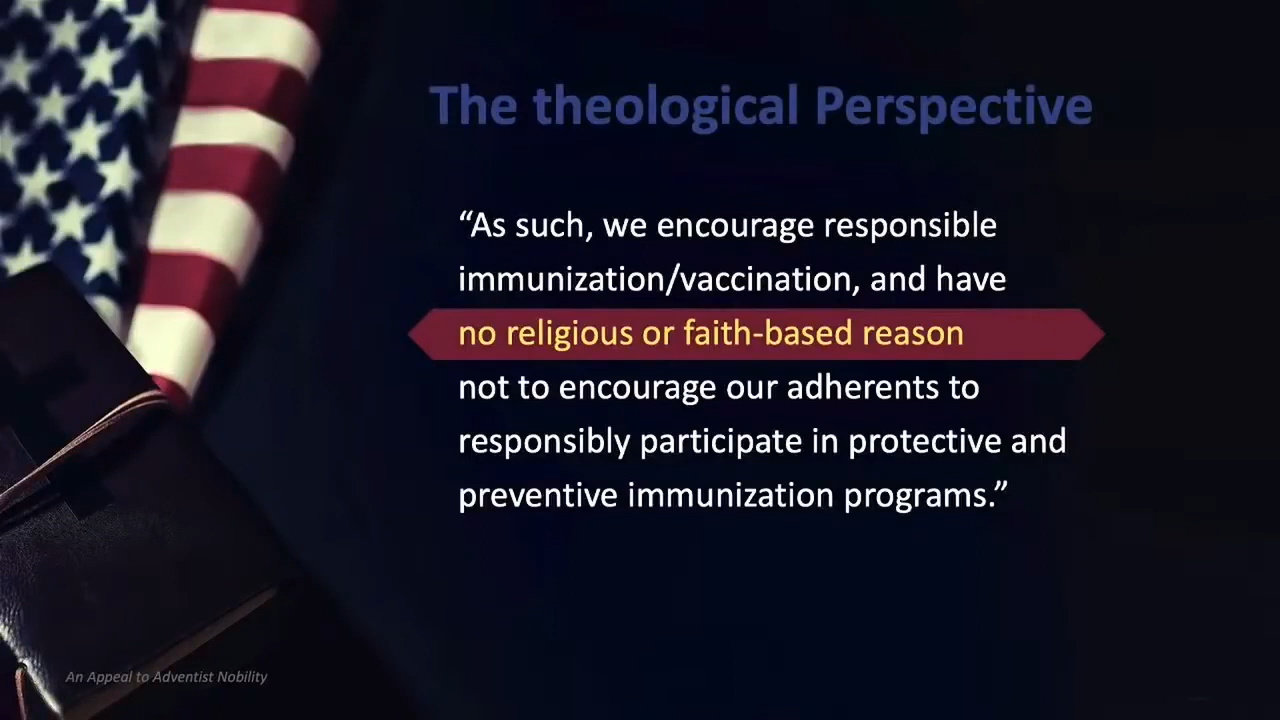 The theological Perspective
“As such, we encourage responsible
immunization/vaccination, and have
no religious or faith-based reason
not to encourage our adherents to
responsibly participate in protective and
preventive immunization programs.”
An Appeal to Adventist Nobility